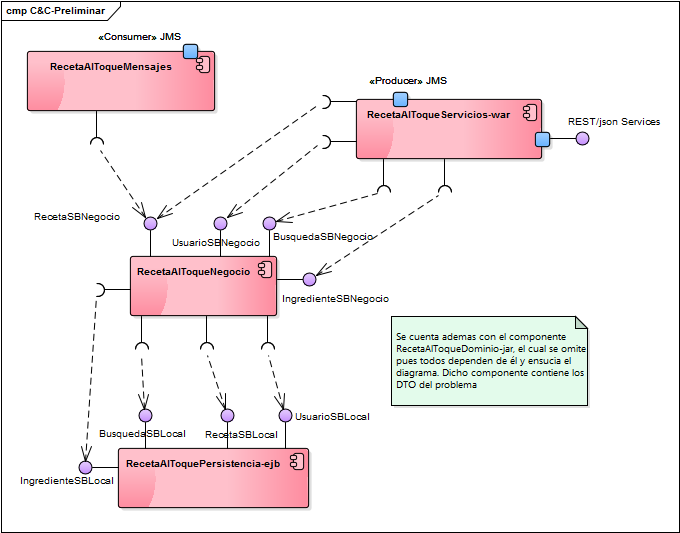 cmp C&C-Preliminar
«Consumer» JMS
RecetaAlToqueMensajes
«Producer» JMS
RecetaAlToqueServicios-war
REST/json Services
RecetaSBNegocio
UsuarioSBNegocio
BusquedaSBNegocio
RecetaAlToqueNegocio
IngredienteSBNegocio
Se cuenta ademas con el componente
RecetaAlToqueDominio-jar, el cual se omite
pues todos dependen de él y ensucia el
diagrama. Dicho componente contiene los
DTO del problema
BusquedaSBLocal
RecetaSBLocal
UsuarioSBLocal
RecetaAlToquePersistencia-ejb
IngredienteSBLocal